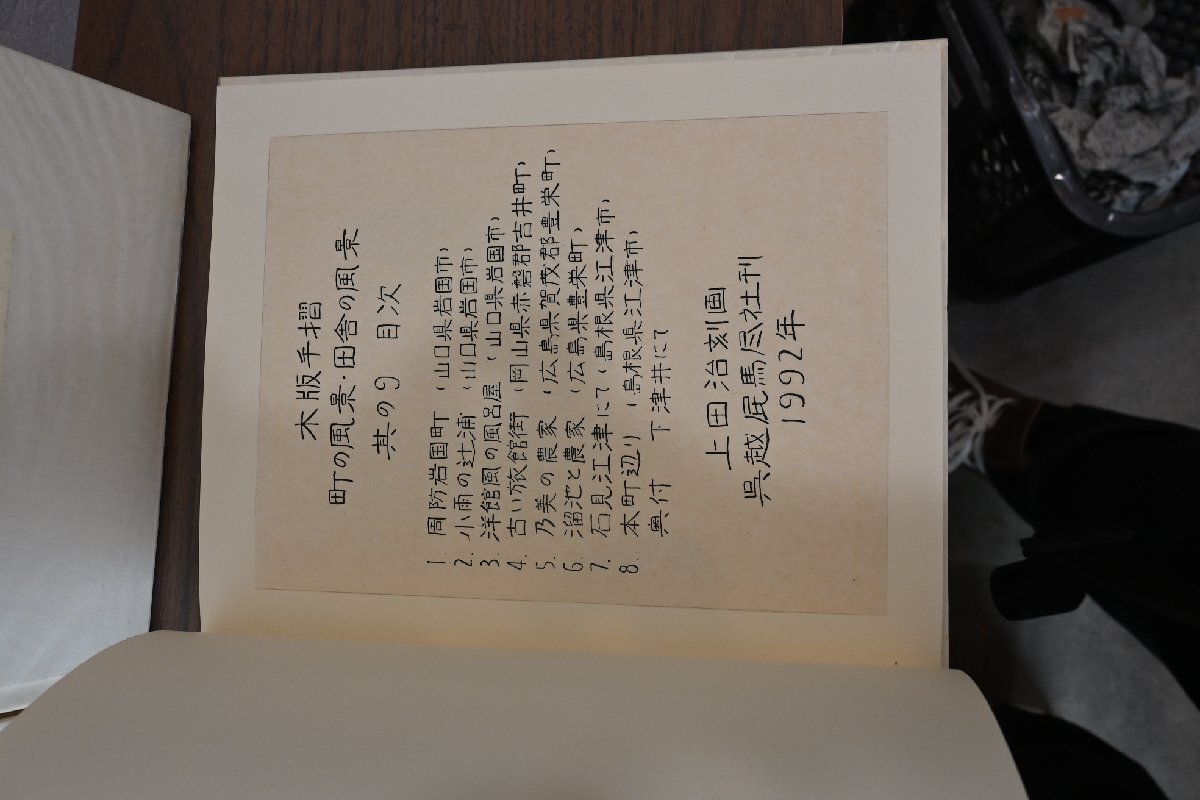 木版手摺
町の風景・田舎の風景
其の9 目次
1. 周防岩国町 (山口県岩国市)
2. 小雨の辻浦 (山口県岩国市)
3. 洋館風の風呂屋 (山口県岩国市)
4. 古い旅館街 (岡山県赤磐郡吉井町)
5. 乃美の農家 (広島県賀茂郡豊栄町)
6. 溜池と農家 (広島県豊栄町)
7. 石見江津にて (島根県江津市)
8. 本町辺り (島根県江津市)
奥付 下津井にて
上田治刻画
呉越屁馬尽社刊
1992年